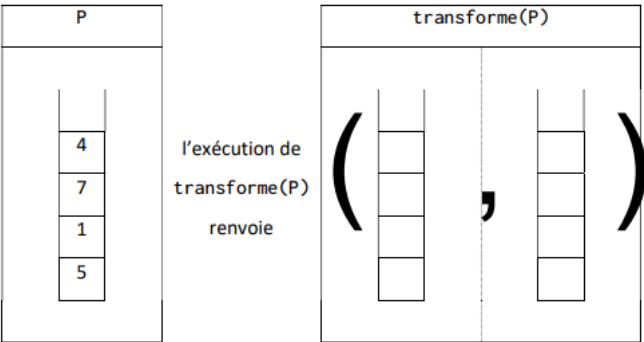 P
4
7
1
5
l'exécution de
transforme(P)
renvoie
transforme(P)
( , )